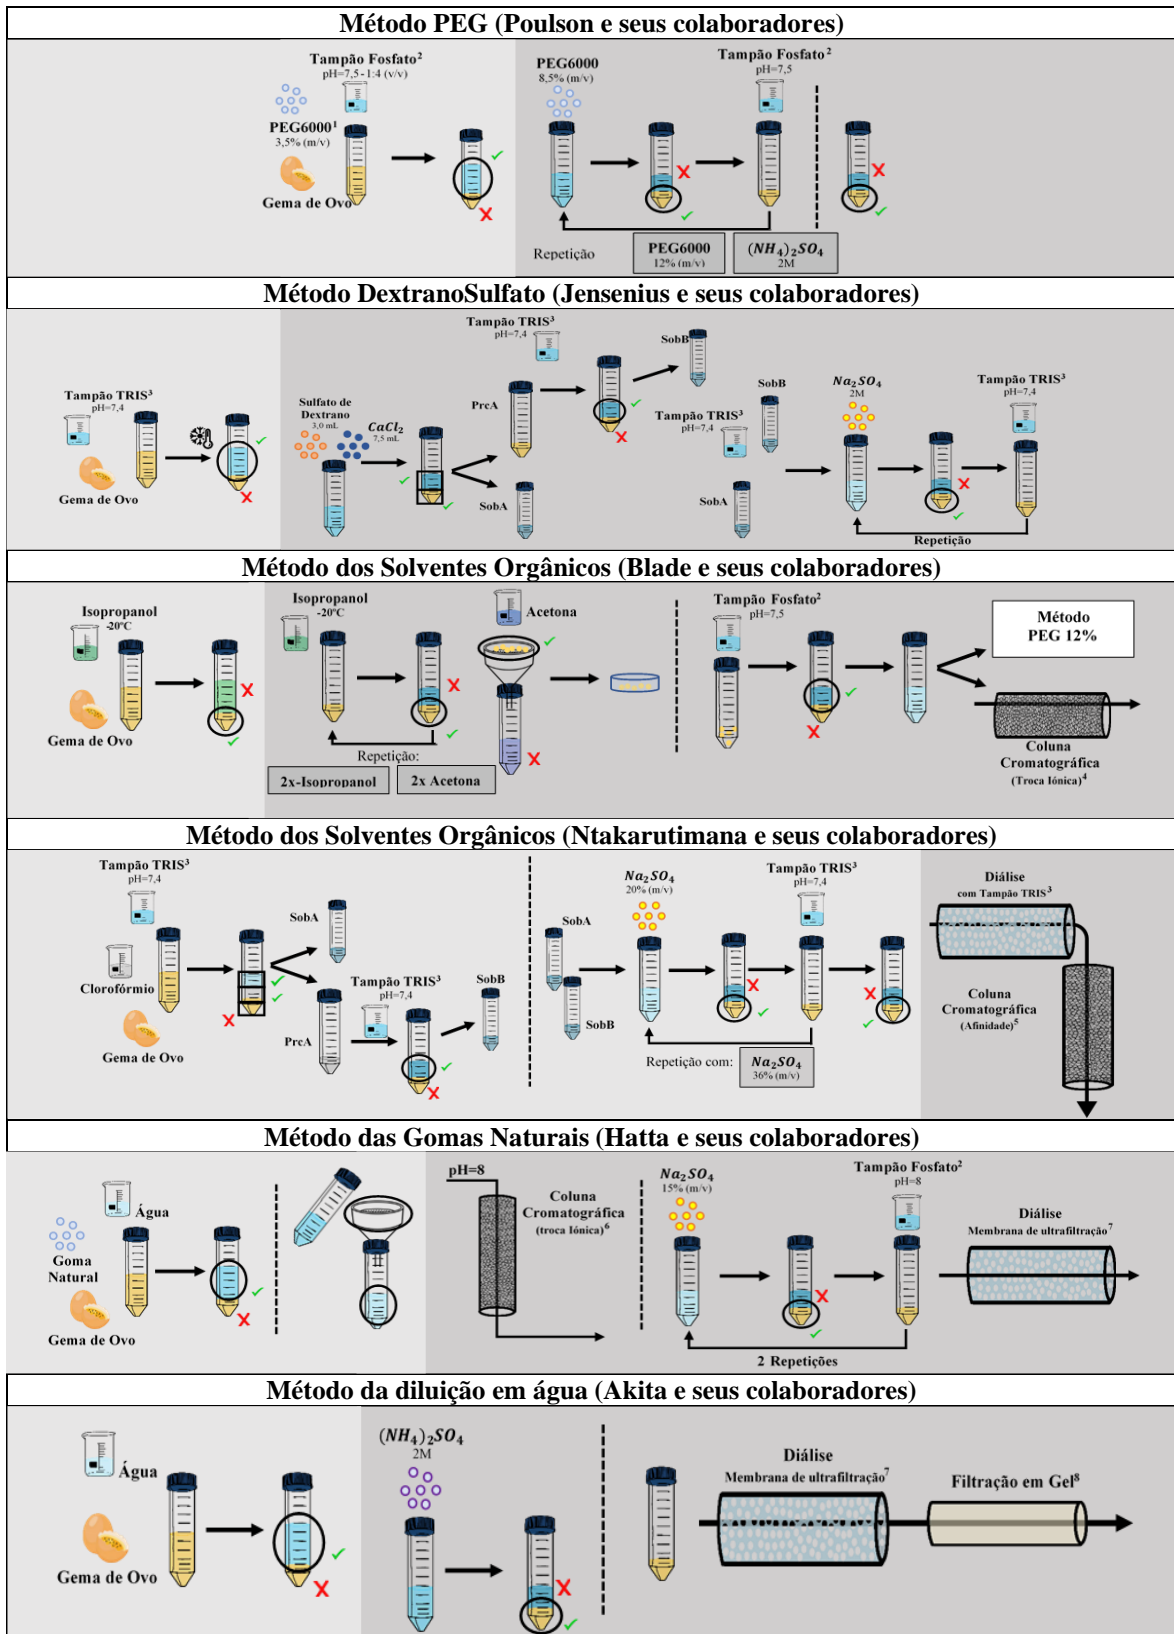 Método PEG (Poulson e seus colaboradores)
Tampão Fosfato²
pH=7,5 - 1:4 (v/v)
PEG6000¹
3,5% (m/v)
Gema de Ovo
PEG6000
8,5% (m/v)
Tampão Fosfato²
pH=7,5
Repetição
PEG6000
12% (m/v)
(NH₄)₂SO₄
2M
Método DextranoSulfato (Jensenius e seus colaboradores)
Tampão TRIS³
pH=7,4
Gema de Ovo
Sulfato de
Dextrano
3,0 mL
CaCl₂
7,5 mL
PrcA
SobA
Tampão TRIS³
pH=7,4
SobB
SobB
Tampão TRIS³
pH=7,4
SobA
Na₂SO₄
2M
Tampão TRIS³
pH=7,4
Repetição
Método dos Solventes Orgânicos (Blade e seus colaboradores)
Isopropanol
-20ºC
Gema de Ovo
Isopropanol
-20ºC
Acetona
Repetição:
2x-Isopropanol
2x Acetona
Tampão Fosfato²
pH=7,5
Método
PEG 12%
Coluna
Cromatográfica
(Troca Iónica)⁴
Método dos Solventes Orgânicos (Ntakarutimana e seus colaboradores)
Tampão TRIS³
pH=7,4
Clorofórmio
Gema de Ovo
SobA
PrcA
Tampão TRIS³
pH=7,4
SobB
SobA
SobB
Na₂SO₄
20% (m/v)
Tampão TRIS³
pH=7,4
Repetição com:
Na₂SO₄
36% (m/v)
Diálise
com Tampão TRIS³
Coluna
Cromatográfica
(Afinidade)⁵
Método das Gomas Naturais (Hatta e seus colaboradores)
Água
Goma
Natural
Gema de Ovo
pH=8
Coluna
Cromatográfica
(troca Iónica)⁶
Na₂SO₄
15% (m/v)
Tampão Fosfato²
pH=8
2 Repetições
Diálise
Membrana de ultrafiltração⁷
Método da diluição em água (Akita e seus colaboradores)
Água
Gema de Ovo
(NH₄)₂SO₄
2M
Diálise
Membrana de ultrafiltração⁷
Filtração em Gel⁸